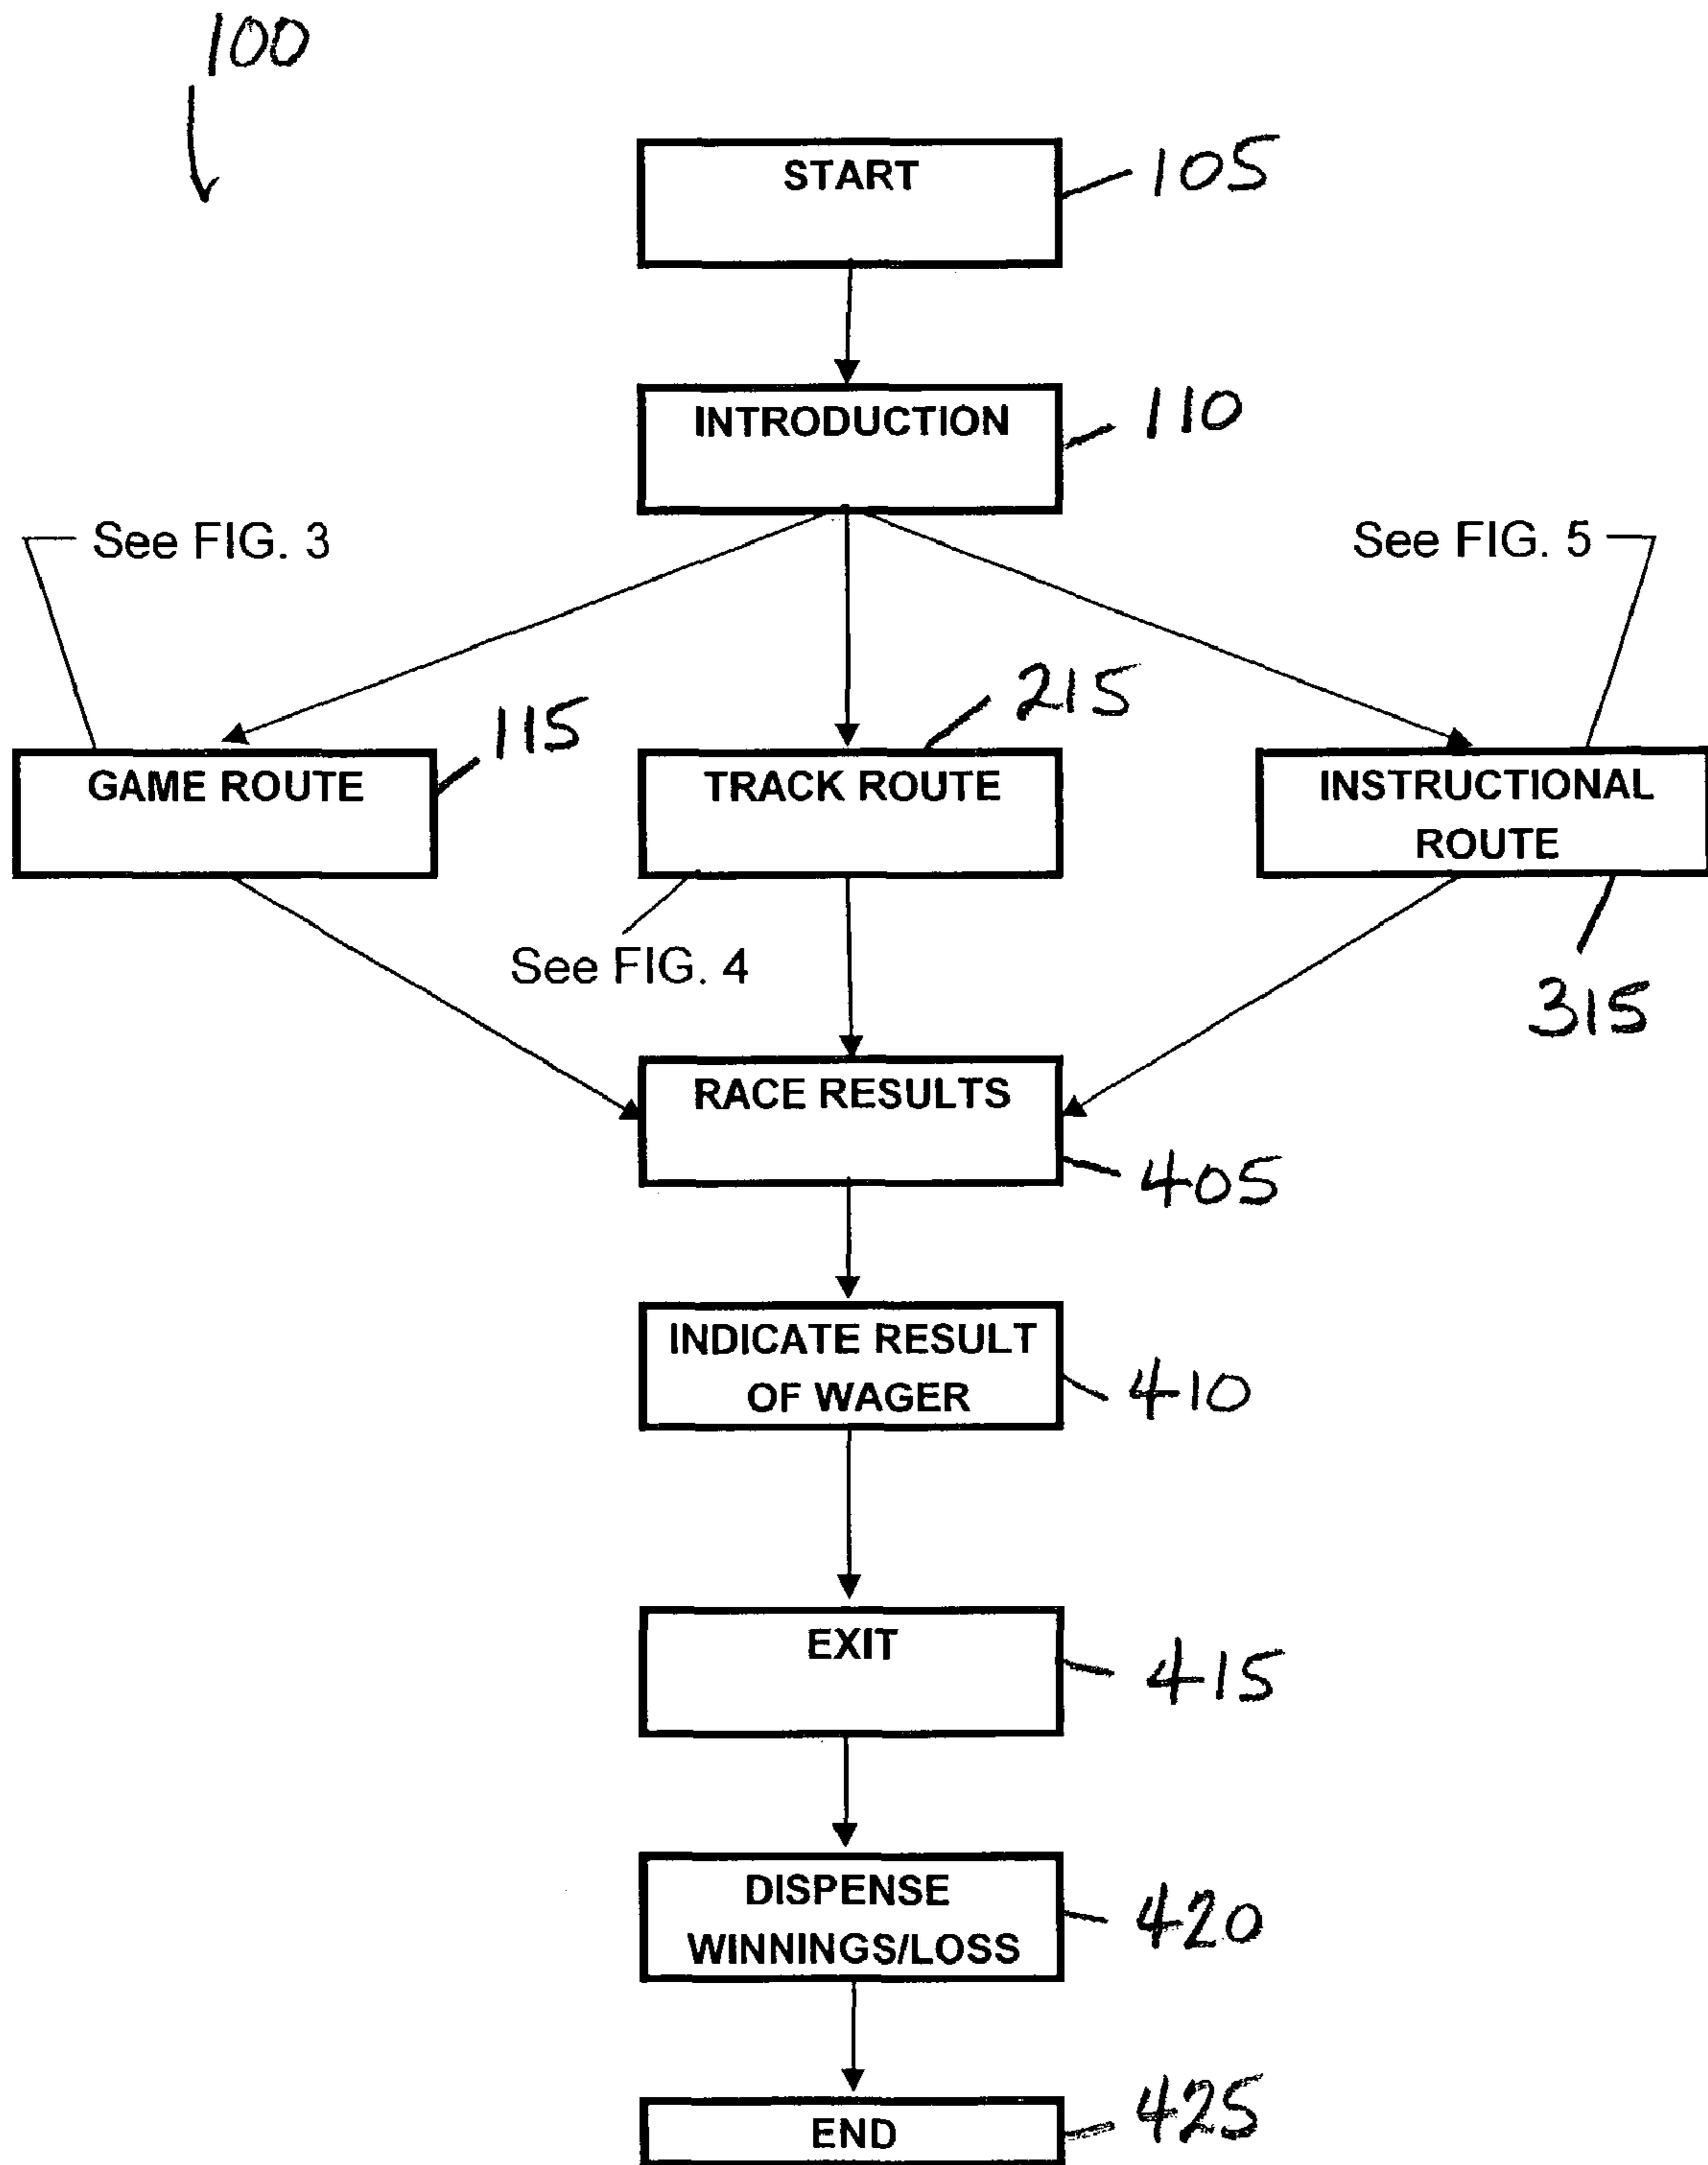 100
START
105
INTRODUCTION
110
See FIG. 3
See FIG. 5
115
215
GAME ROUTE
TRACK ROUTE
INSTRUCTIONAL
ROUTE
See FIG. 4
315
RACE RESULTS
405
INDICATE RESULT
OF WAGER
410
EXIT
415
DISPENSE
WINNINGS/LOSS
420
END
425